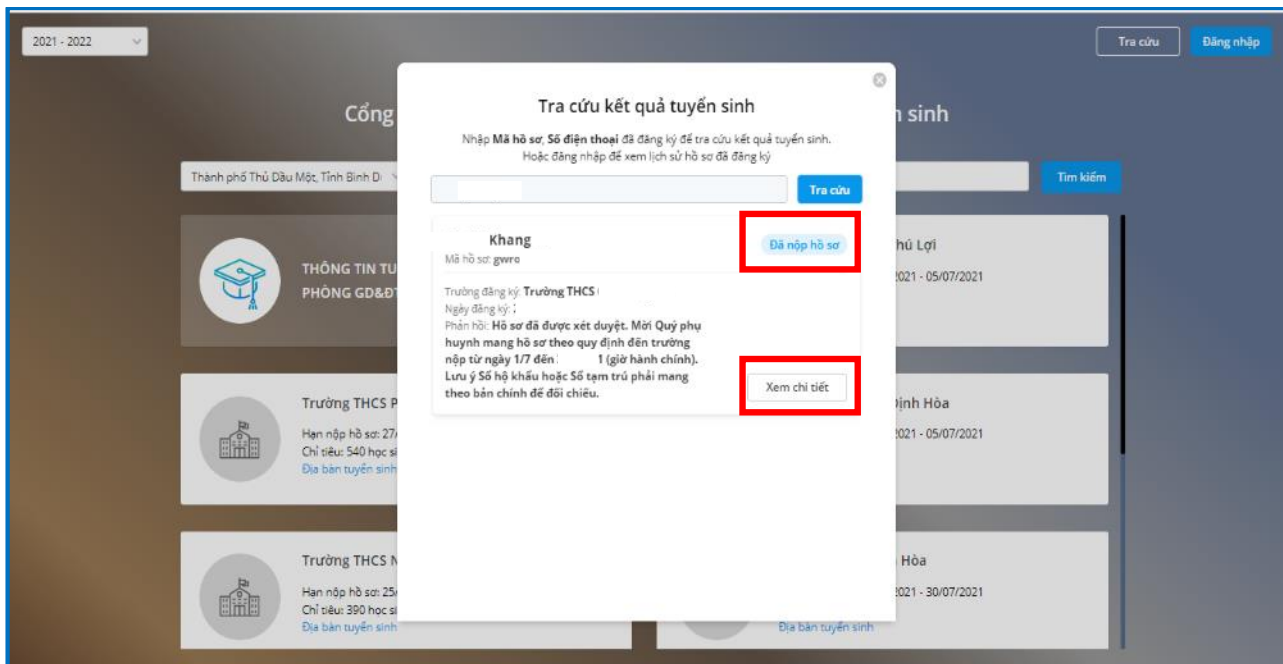 2021 - 2022
Tra cứu
Đăng nhập
Cổng
n sinh
Thành phố Thủ Dầu Một, Tỉnh Bình D
Tìm kiếm
THÔNG TIN TU
PHÒNG GD&ĐT
hú Lợi
2021 - 05/07/2021
Trường THCS P
Hạn nộp hồ sơ: 27/
Chỉ tiêu: 540 học si
Địa bàn tuyển sinh
Định Hòa
2021 - 05/07/2021
Trường THCS N
Hạn nộp hồ sơ: 25/
Chỉ tiêu: 390 học si
Địa bàn tuyển sinh
Hòa
2021 - 30/07/2021
Địa bàn tuyển sinh
Tra cứu kết quả tuyển sinh
Nhập Mã hồ sơ, Số điện thoại đã đăng ký để tra cứu kết quả tuyển sinh.
Hoặc đăng nhập để xem lịch sử hồ sơ đã đăng ký
Tra cứu
Khang
Đã nộp hồ sơ
Mã hồ sơ: gwre
Trường đăng ký: Trường THCS
Ngày đăng ký:
Phản hồi: Hồ sơ đã được xét duyệt. Mời Quý phụ
huynh mang hồ sơ theo quy định đến trường
nộp từ ngày 1/7 đến 1 (giờ hành chính).
Lưu ý Sổ hộ khẩu hoặc Sổ tạm trú phải mang
theo bản chính để đối chiếu.
Xem chi tiết